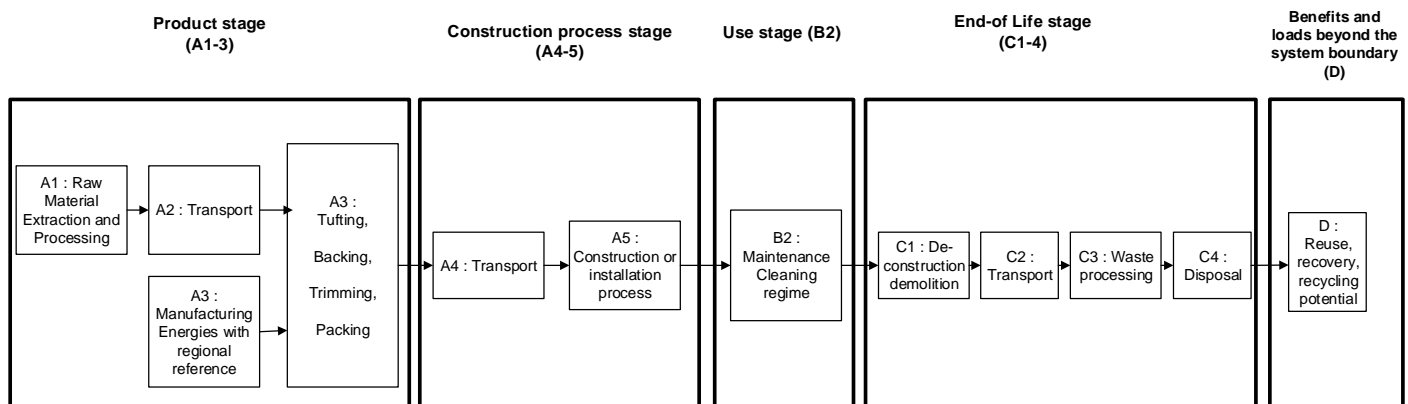 Product stage
(A1-3)
Construction process stage
(A4-5)
Use stage (B2)
End-of Life stage
(C1-4)
Benefits and
loads beyond the
system boundary
(D)
A1 : Raw
Material
Extraction and
Processing
A2 : Transport
A3 :
Manufacturing
Energies with
regional
reference
A3 :
Tufting,
Backing,
Trimming,
Packing
A4 : Transport
A5 :
Construction or
installation
process
B2 :
Maintenance
Cleaning
regime
C1 : De-
construction
demolition
C2 :
Transport
C3 : Waste
processing
C4 :
Disposal
D :
Reuse,
recovery,
recycling
potential